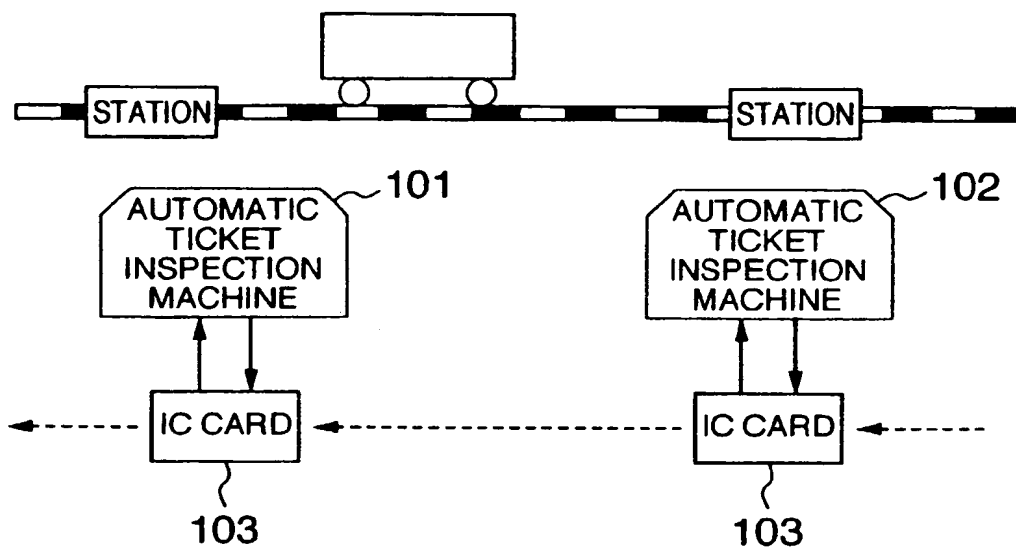 STATION
STATION
101
AUTOMATIC
TICKET
INSPECTION
MACHINE
102
AUTOMATIC
TICKET
INSPECTION
MACHINE
IC CARD
IC CARD
103
103